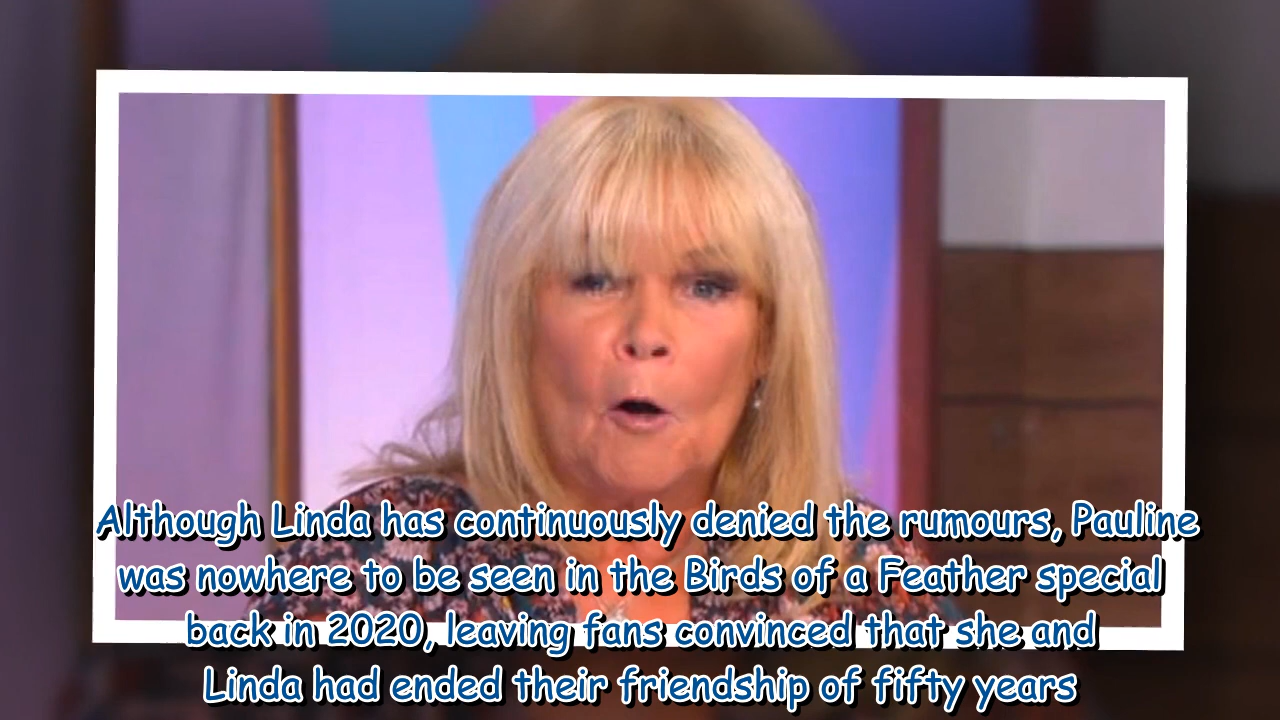 Although Linda has continuously denied the rumours, Pauline
was nowhere to be seen in the Birds of a Feather special
back in 2020, leaving fans convinced that she and
Linda had ended their friendship of fifty years